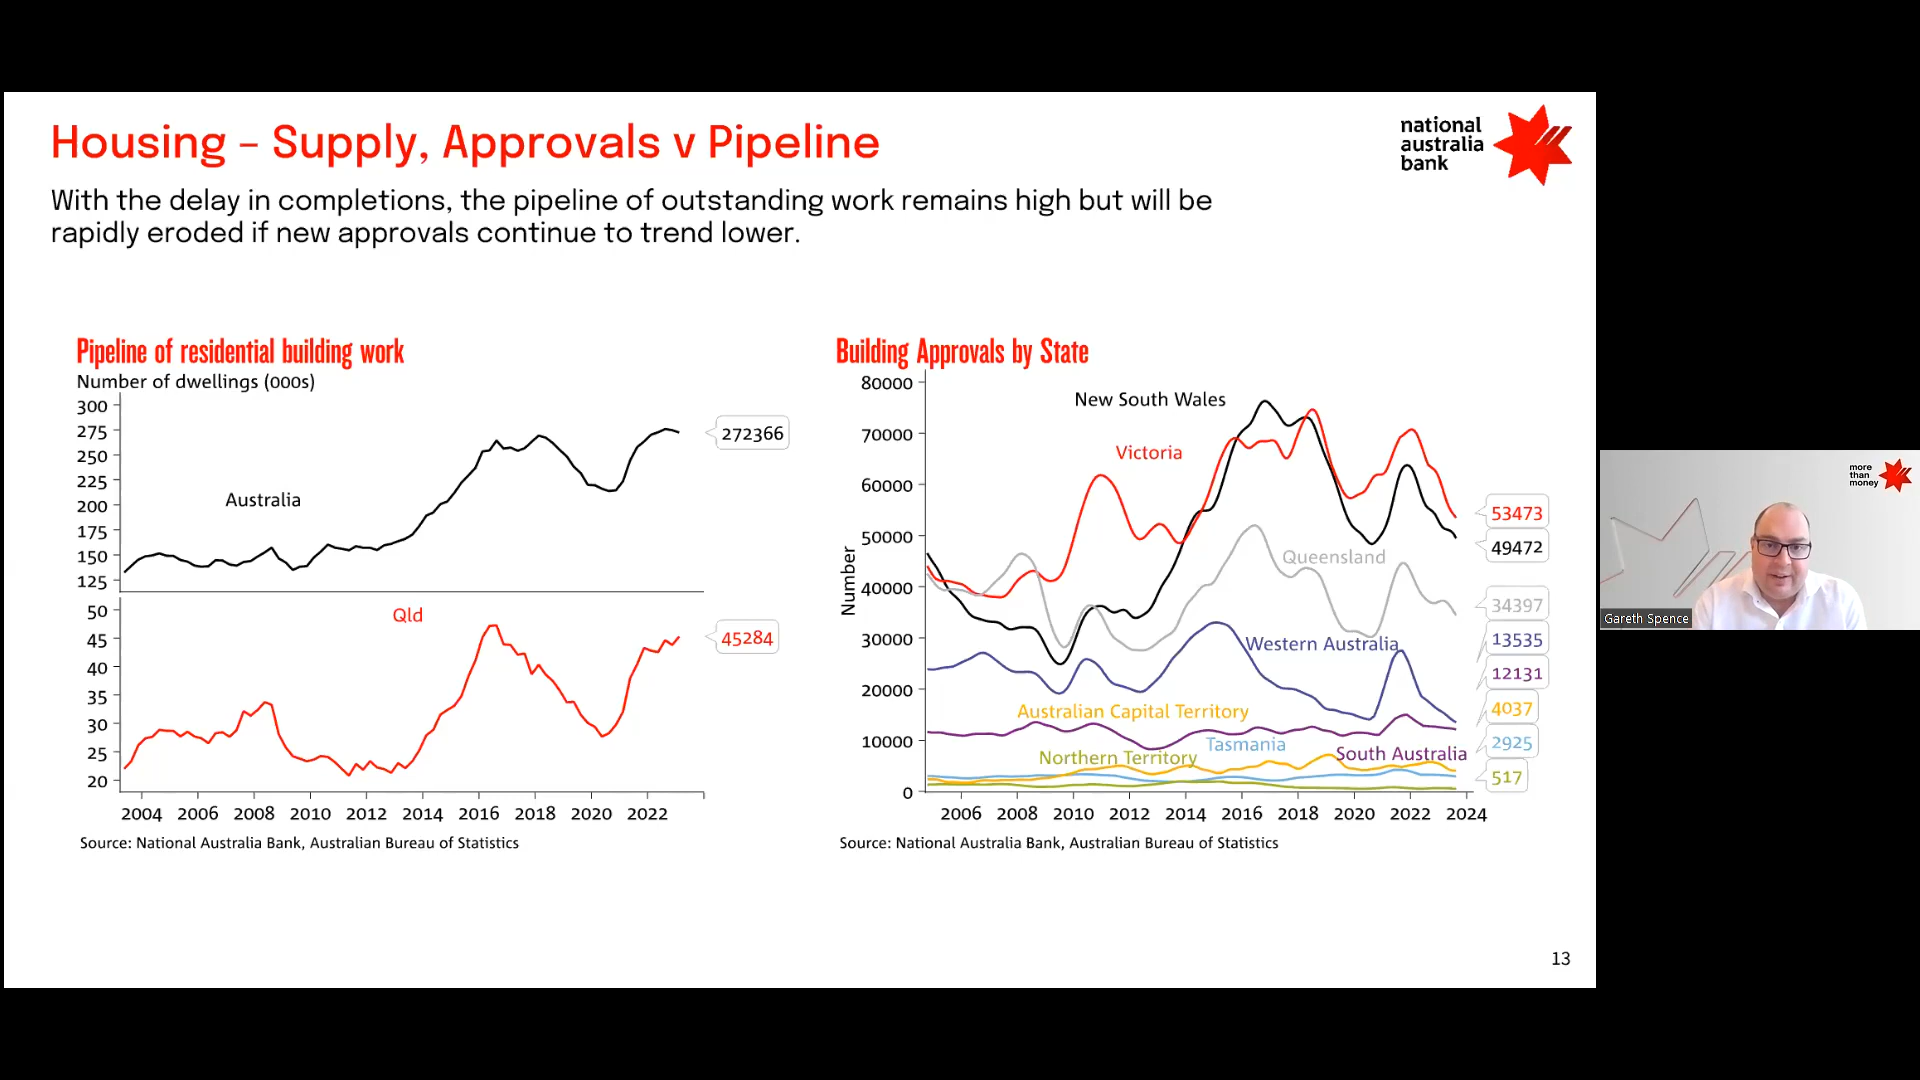 Housing – Supply, Approvals v Pipeline
national
australia
bank
With the delay in completions, the pipeline of outstanding work remains high but will be
rapidly eroded if new approvals continue to trend lower.
Pipeline of residential building work
Number of dwellings (000s)
300
275
250
225
200
175
150
125
Australia
272366
50
45
40
35
30
25
20
Qld
45284
2004 2006 2008 2010 2012 2014 2016 2018 2020 2022
Source: National Australia Bank, Australian Bureau of Statistics
Building Approvals by State
Number
80000
70000
60000
50000
40000
30000
20000
10000
0
New South Wales
Victoria
Queensland
Western Australia
Australian Capital Territory
Tasmania
South Australia
Northern Territory
53473
49472
34397
13535
12131
4037
2925
517
2006 2008 2010 2012 2014 2016 2018 2020 2022 2024
Source: National Australia Bank, Australian Bureau of Statistics
13
more
than
money
Gareth Spence